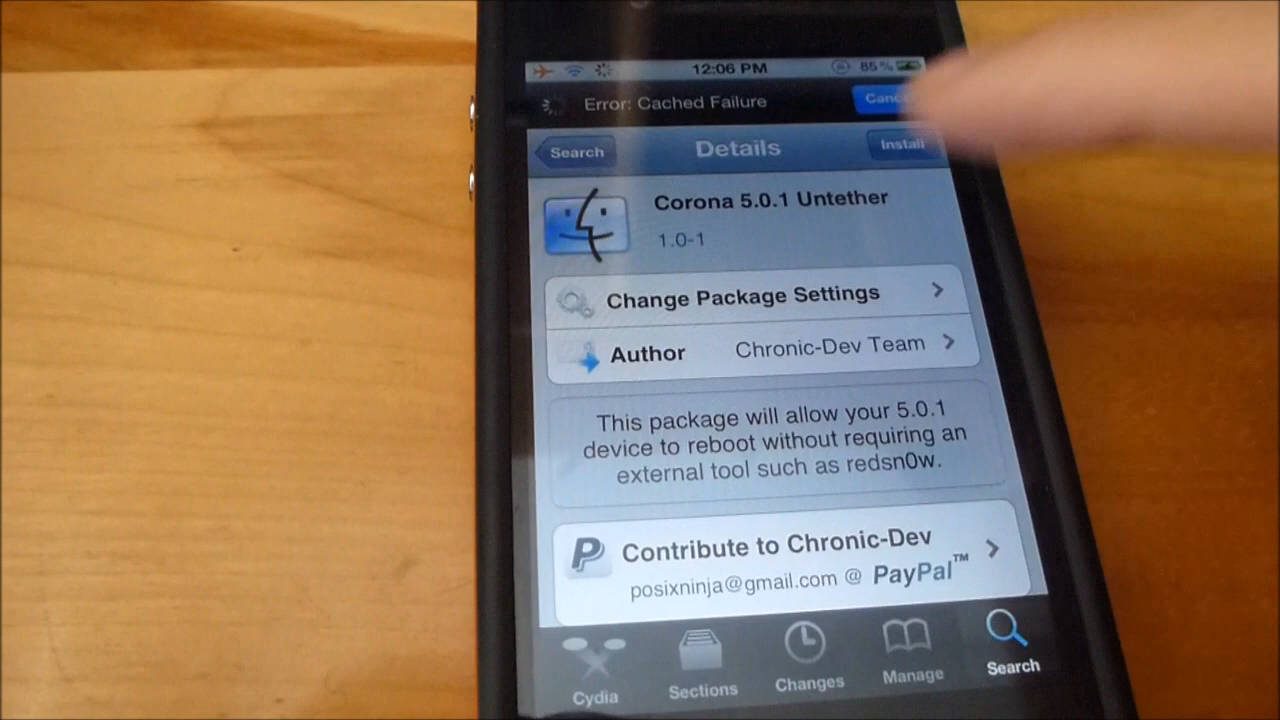 12:06 PM 85%
Error: Cached Failure
Search Details Install
Corona 5.0.1 Untether
1.0-1
Change Package Settings
Author Chronic-Dev Team
This package will allow your 5.0.1
device to reboot without requiring an
external tool such as redsn0w.
Contribute to Chronic-Dev
posixninja@gmail.com @ PayPal™
Cydia Sections Changes Manage Search